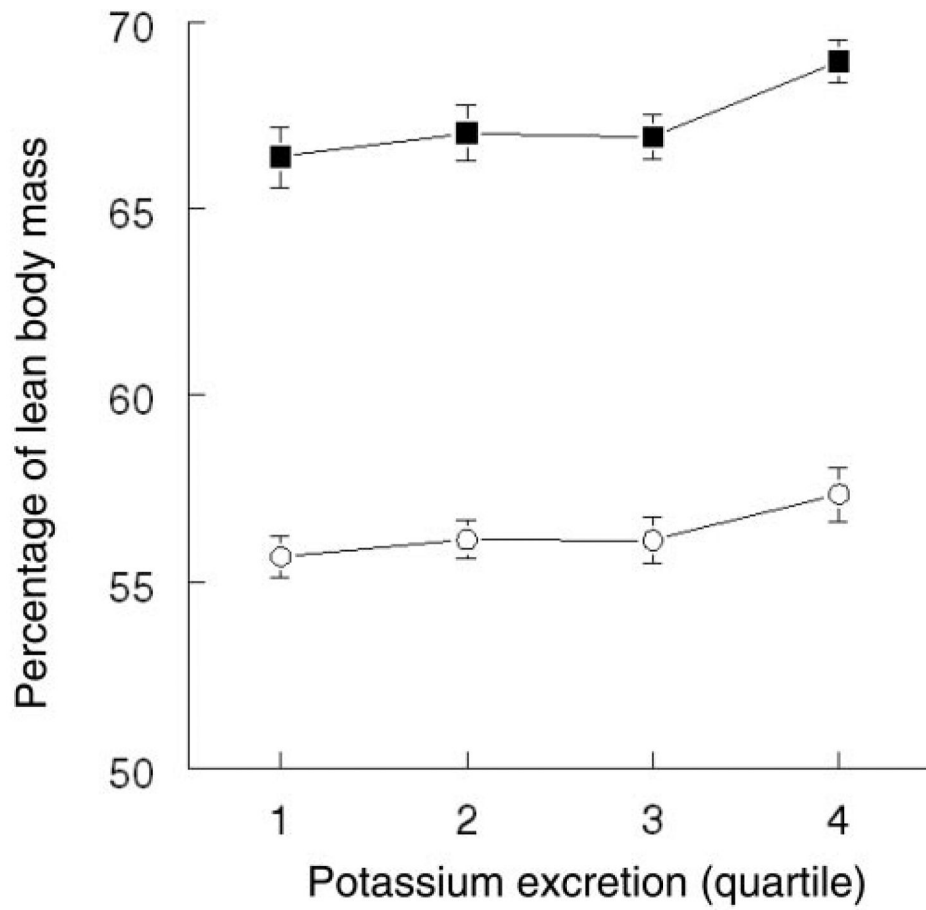 70
65
60
55
50
Percentage of lean body mass
1 2 3 4
Potassium excretion (quartile)